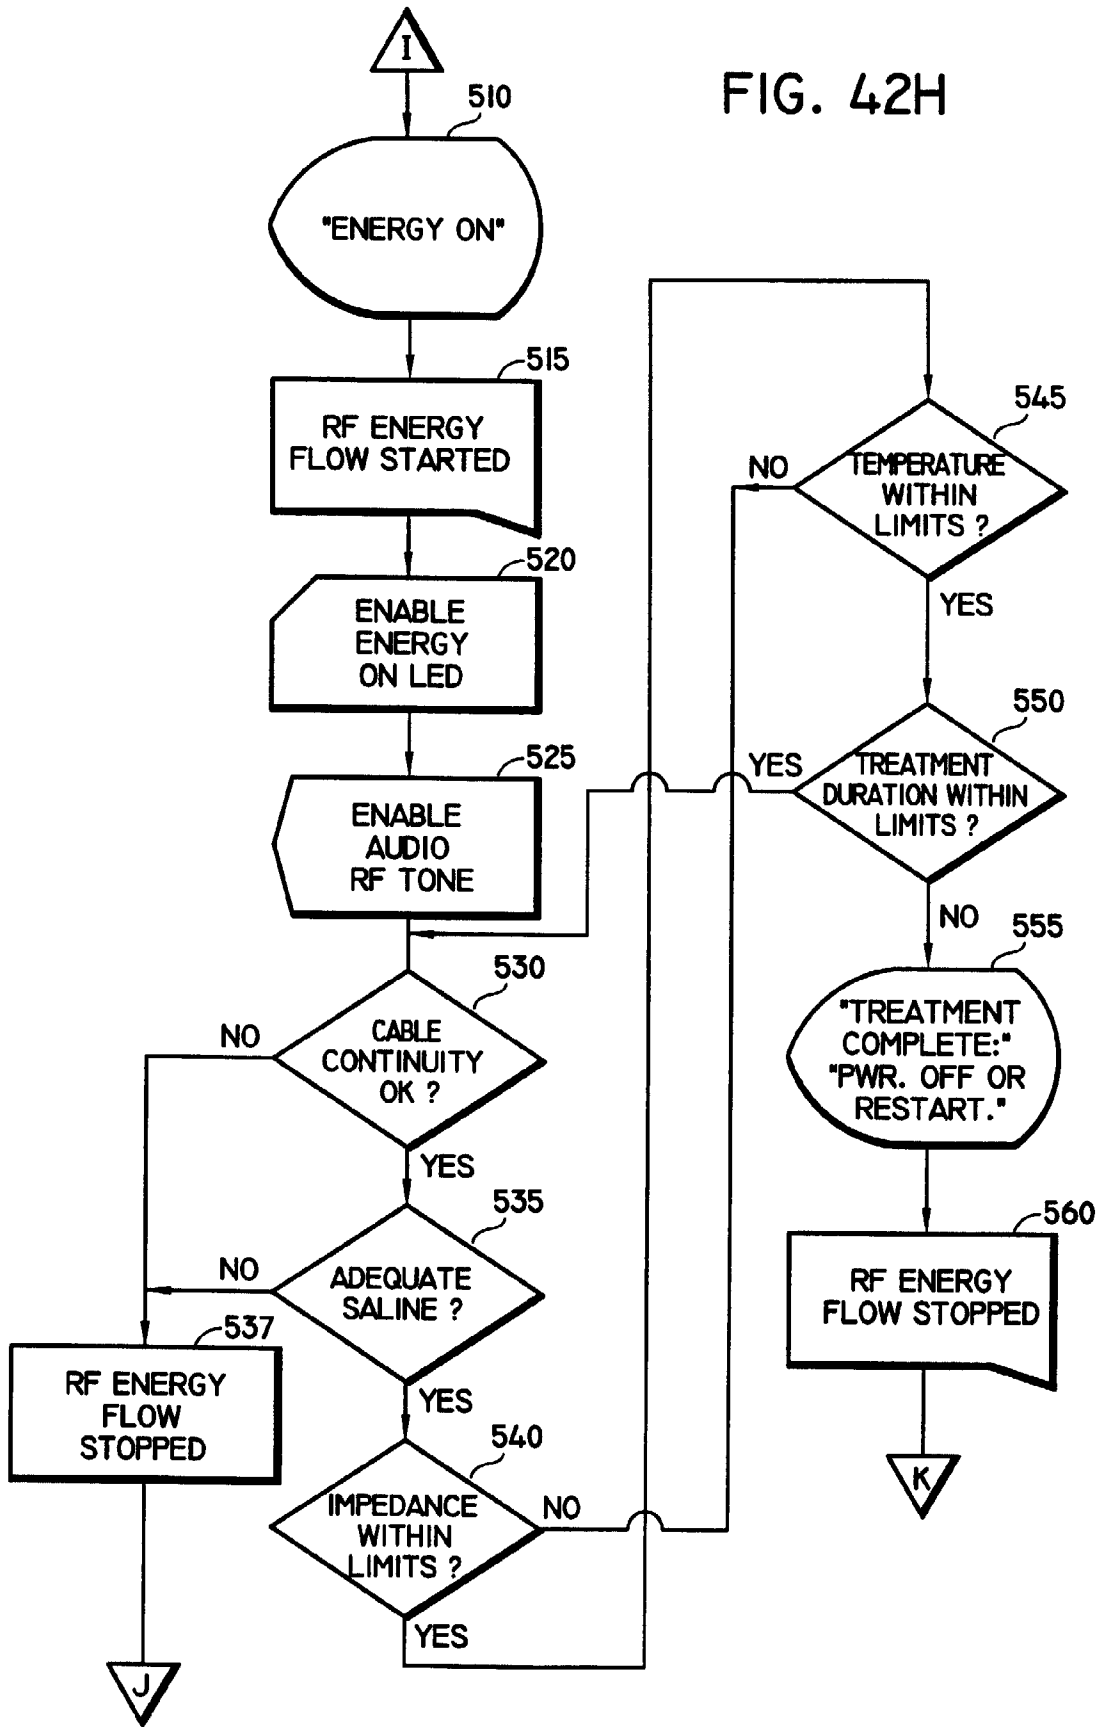 I
FIG. 42H
510
"ENERGY ON"
515
RF ENERGY
FLOW STARTED
520
ENABLE
ENERGY
ON LED
525
ENABLE
AUDIO
RF TONE
530
CABLE
CONTINUITY
OK ?
NO
YES
535
ADEQUATE
SALINE ?
NO
YES
537
RF ENERGY
FLOW
STOPPED
J
540
IMPEDANCE
WITHIN
LIMITS ?
NO
YES
545
TEMPERATURE
WITHIN
LIMITS ?
NO
YES
550
TREATMENT
DURATION WITHIN
LIMITS ?
YES
NO
555
"TREATMENT
COMPLETE:"
"PWR. OFF OR
RESTART."
560
RF ENERGY
FLOW STOPPED
K